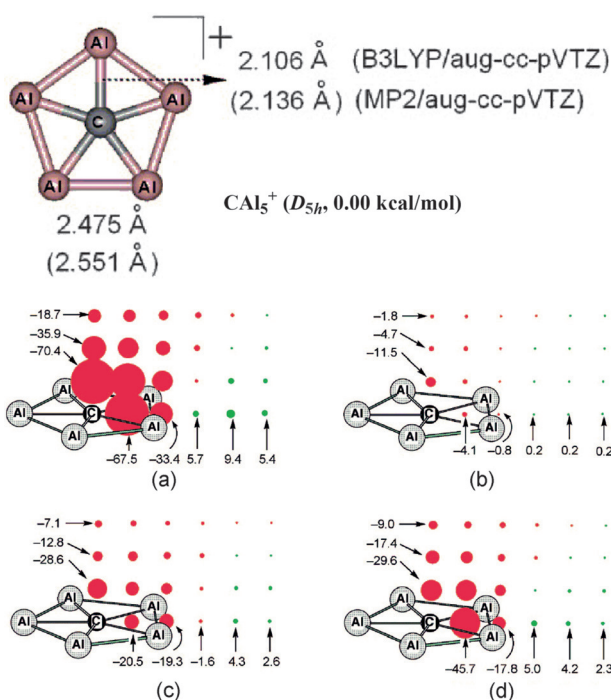 Al
+
2.106 Å (B3LYP/aug-cc-pVTZ)
Al Al
C
(2.136 Å) (MP2/aug-cc-pVTZ)
Al Al
CAl₅⁺ (D₅ₕ, 0.00 kcal/mol)
2.475 Å
(2.551 Å)
−18.7
−35.9
−70.4
Al Al
Al C
Al Al
−67.5 −33.4 5.7 9.4 5.4
(a)
−1.8
−4.7
−11.5
Al Al
Al C
Al Al
−4.1 −0.8 0.2 0.2 0.2
(b)
−7.1
−12.8
−28.6
Al Al
Al C
Al Al
−20.5 −19.3 −1.6 4.3 2.6
(c)
−9.0
−17.4
−29.6
Al Al
Al C
Al Al
−45.7 −17.8 5.0 4.2 2.3
(d)